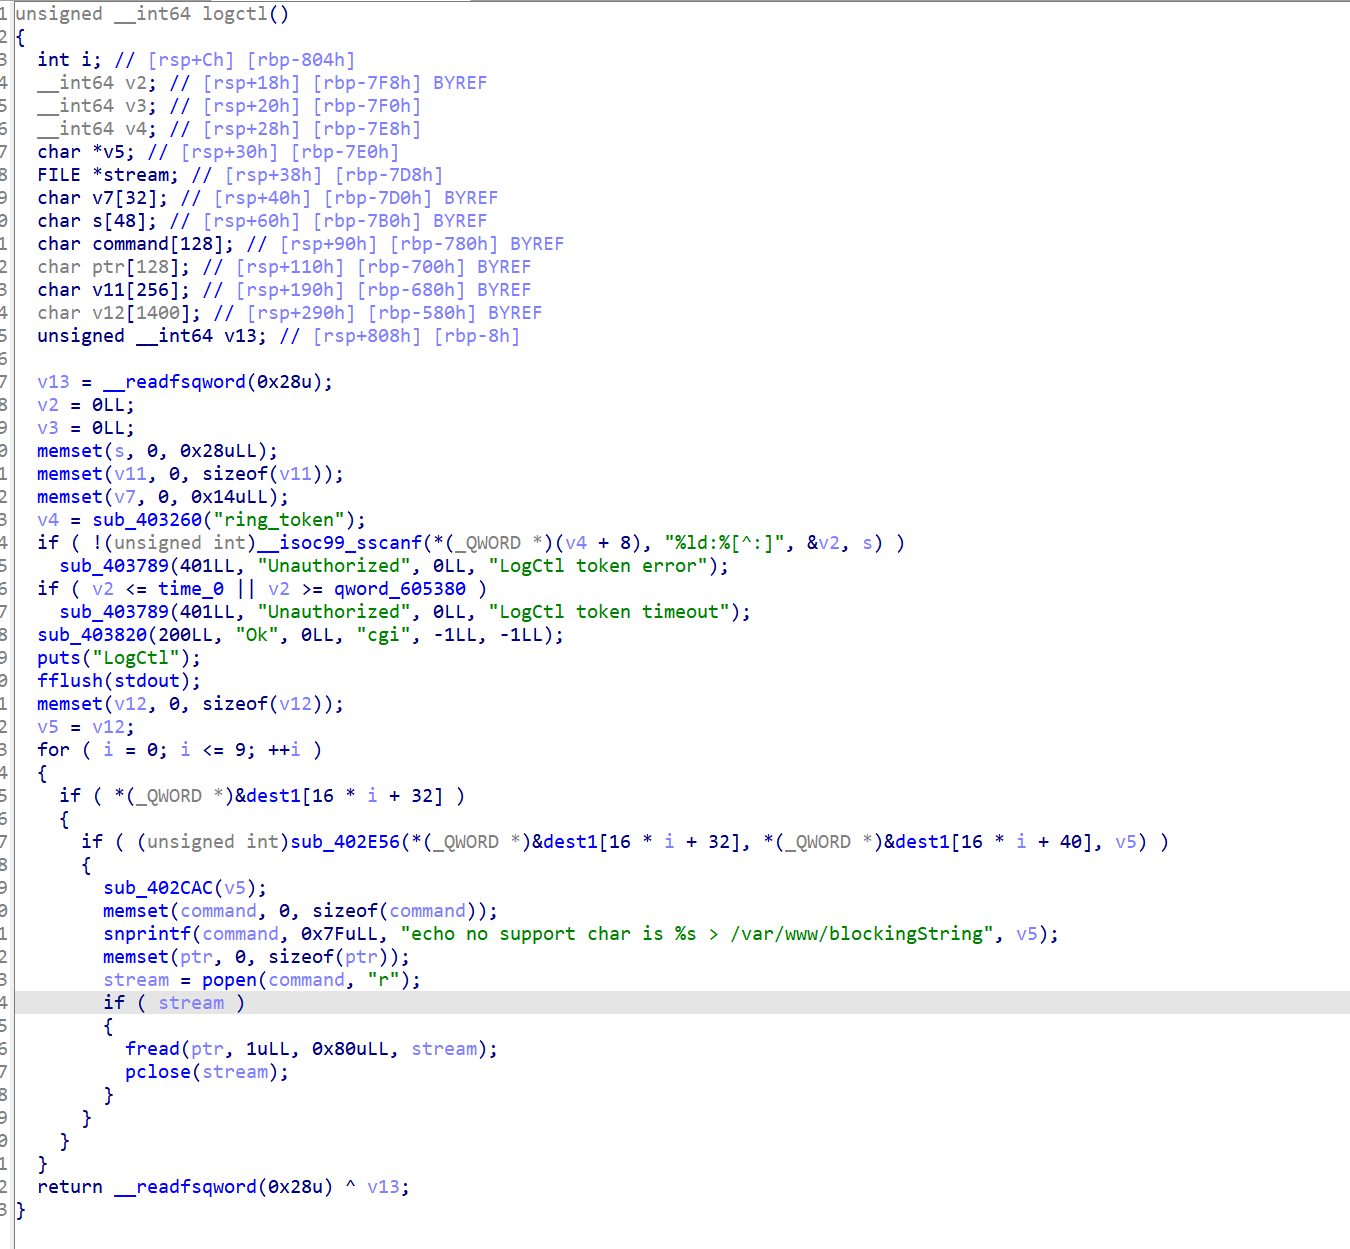 1 unsigned __int64 logctl()
2 {
3   int i; // [rsp+Ch] [rbp-804h]
4   __int64 v2; // [rsp+18h] [rbp-7F8h] BYREF
5   __int64 v3; // [rsp+20h] [rbp-7F0h]
6   __int64 v4; // [rsp+28h] [rbp-7E8h]
7   char *v5; // [rsp+30h] [rbp-7E0h]
8   FILE *stream; // [rsp+38h] [rbp-7D8h]
9   char v7[32]; // [rsp+40h] [rbp-7D0h] BYREF
0   char s[48]; // [rsp+60h] [rbp-7B0h] BYREF
1   char command[128]; // [rsp+90h] [rbp-780h] BYREF
2   char ptr[128]; // [rsp+110h] [rbp-700h] BYREF
3   char v11[256]; // [rsp+190h] [rbp-680h] BYREF
4   char v12[1400]; // [rsp+290h] [rbp-580h] BYREF
5   unsigned __int64 v13; // [rsp+808h] [rbp-8h]
6
7   v13 = __readfsqword(0x28u);
8   v2 = 0LL;
9   v3 = 0LL;
0   memset(s, 0, 0x28uLL);
1   memset(v11, 0, sizeof(v11));
2   memset(v7, 0, 0x14uLL);
3   v4 = sub_403260("ring_token");
4   if ( !(unsigned int)__isoc99_sscanf(*(_QWORD *)(v4 + 8), "%ld:%[^:]", &v2, s) )
5     sub_403789(401LL, "Unauthorized", 0LL, "LogCtl token error");
6   if ( v2 <= time_0 || v2 >= qword_605380 )
7     sub_403789(401LL, "Unauthorized", 0LL, "LogCtl token timeout");
8   sub_403820(200LL, "Ok", 0LL, "cgi", -1LL, -1LL);
9   puts("LogCtl");
0   fflush(stdout);
1   memset(v12, 0, sizeof(v12));
2   v5 = v12;
3   for ( i = 0; i <= 9; ++i )
4   {
5     if ( *(_QWORD *)&dest1[16 * i + 32] )
6     {
7       if ( (unsigned int)sub_402E56(*(_QWORD *)&dest1[16 * i + 32], *(_QWORD *)&dest1[16 * i + 40], v5) )
8       {
9         sub_402CAC(v5);
0         memset(command, 0, sizeof(command));
1         snprintf(command, 0x7FuLL, "echo no support char is %s > /var/www/blockingString", v5);
2         memset(ptr, 0, sizeof(ptr));
3         stream = popen(command, "r");
4         if ( stream )
5         {
6           fread(ptr, 1uLL, 0x80uLL, stream);
7           pclose(stream);
8         }
9       }
0     }
1   }
2   return __readfsqword(0x28u) ^ v13;
3 }